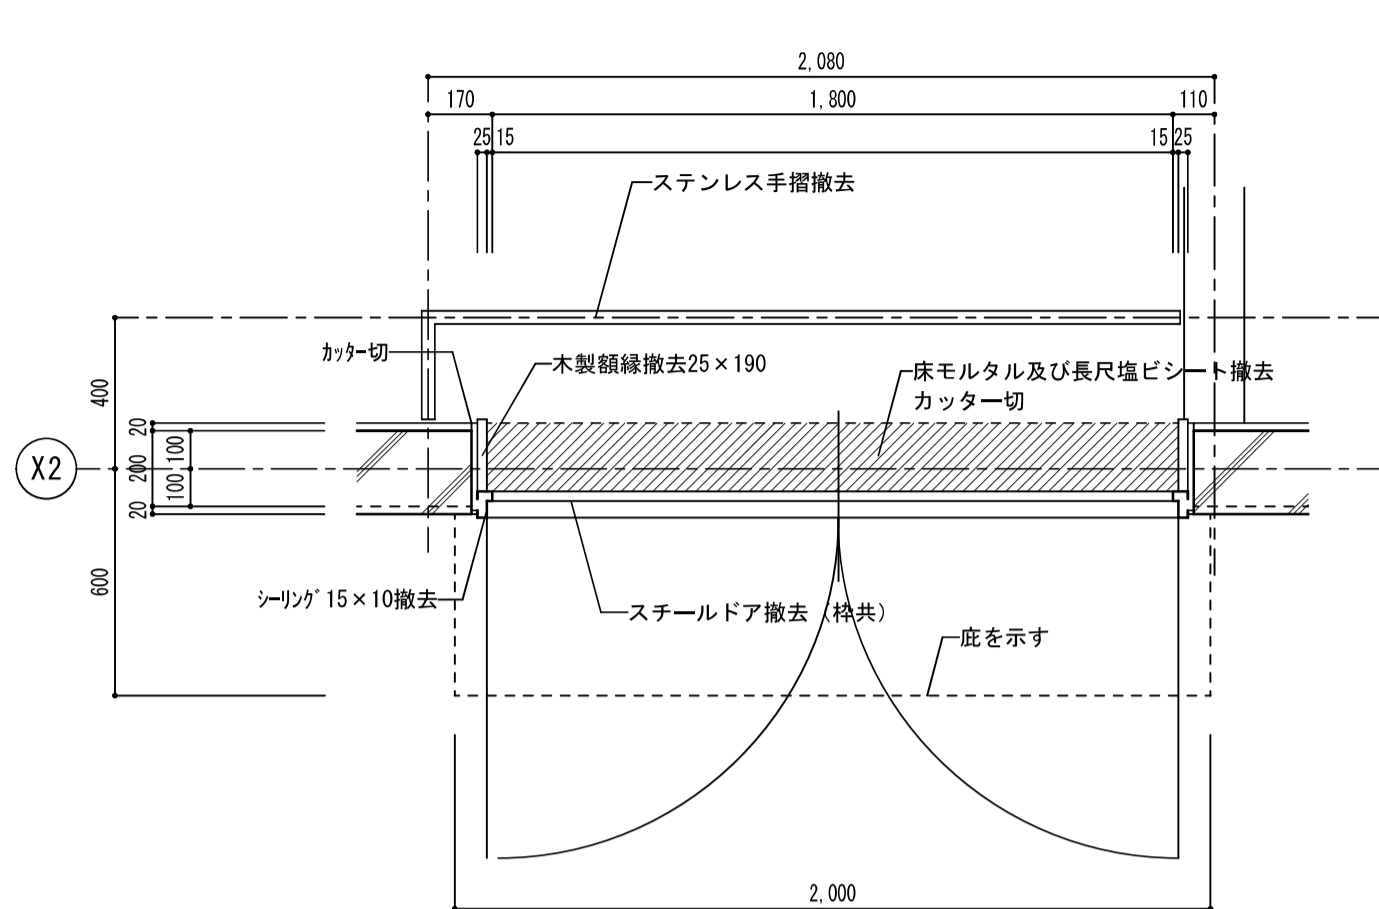 2,080
170
1,800
110
25
15
15
25
ステンレス手摺撤去
カッター切
木製額縁撤去25×190
床モルタル及び長尺塩ビシート撤去
カッター切
400
20
100
200
X2
100
20
600
シーリング15×10撤去
スチールドア撤去（枠共）
庇を示す
2,000